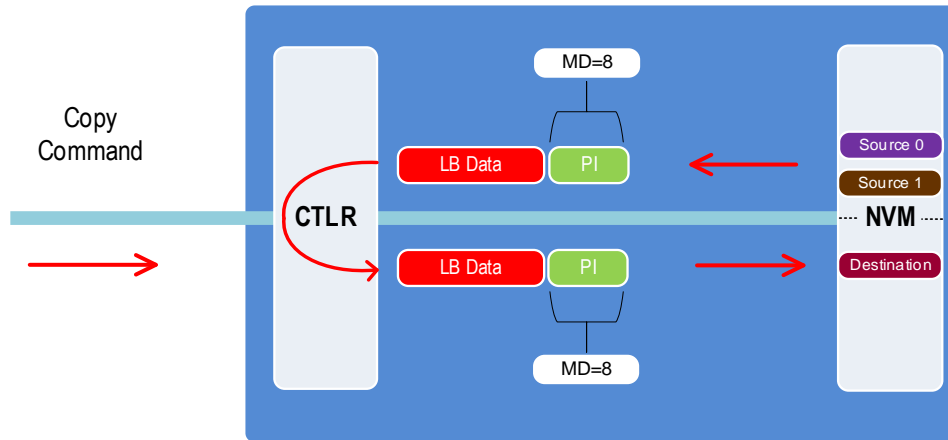 MD=8
Copy
Command
LB Data
PI
Source 0
Source 1
CTLR
NVM
LB Data
PI
Destination
MD=8